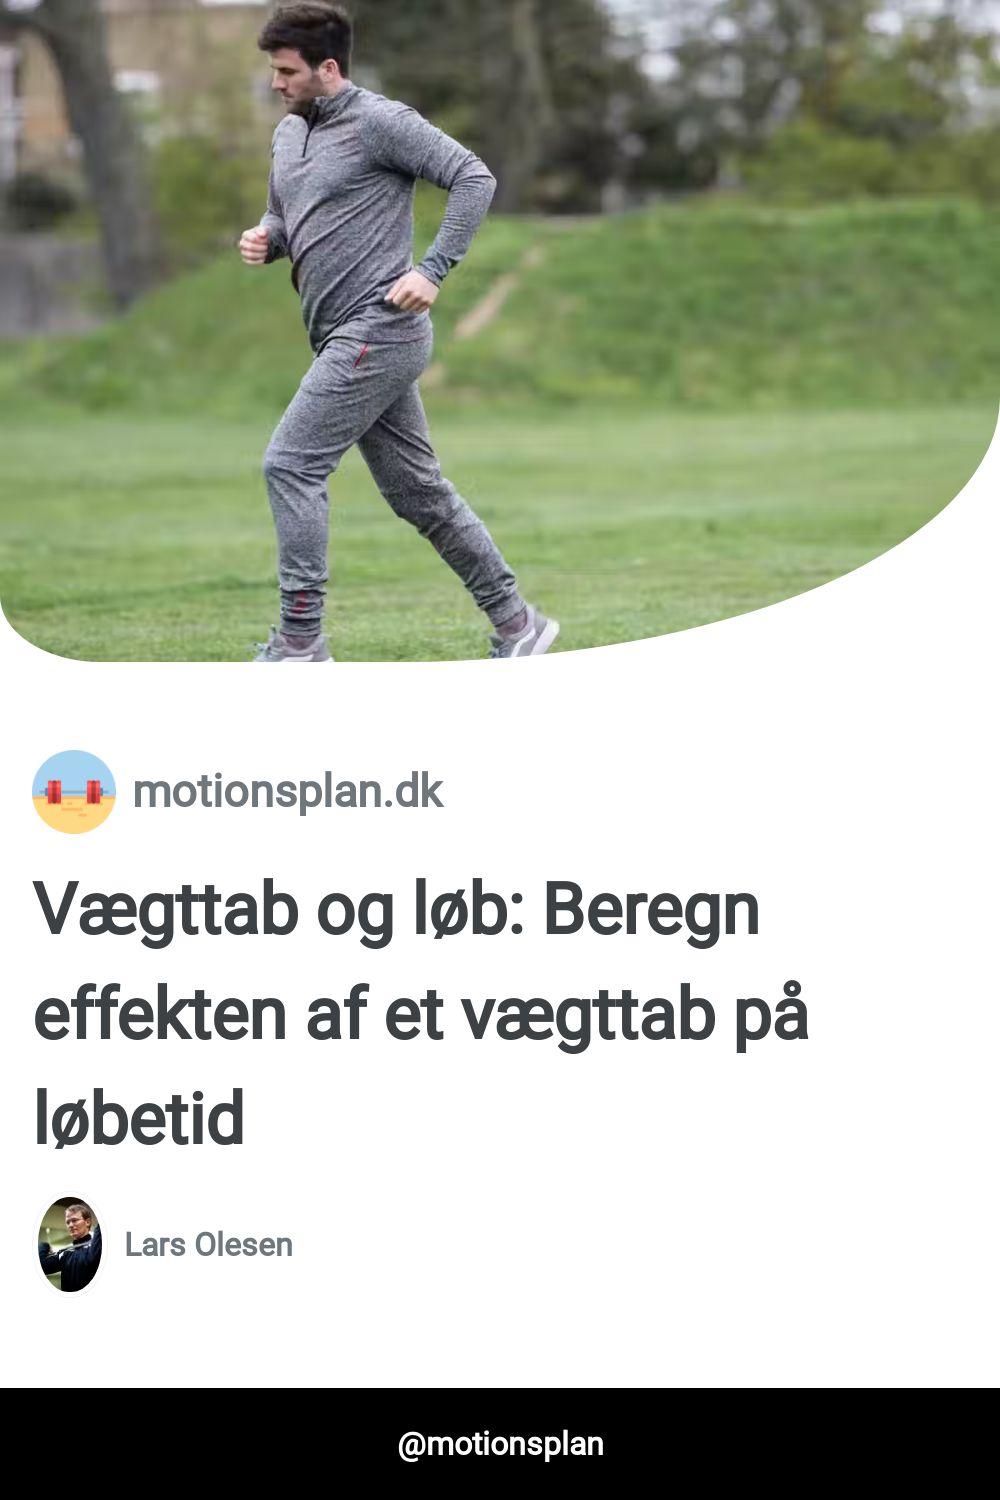 motionsplan.dk
Vægttab og løb: Beregn
effekten af et vægttab på
løbetid
Lars Olesen
@motionsplan